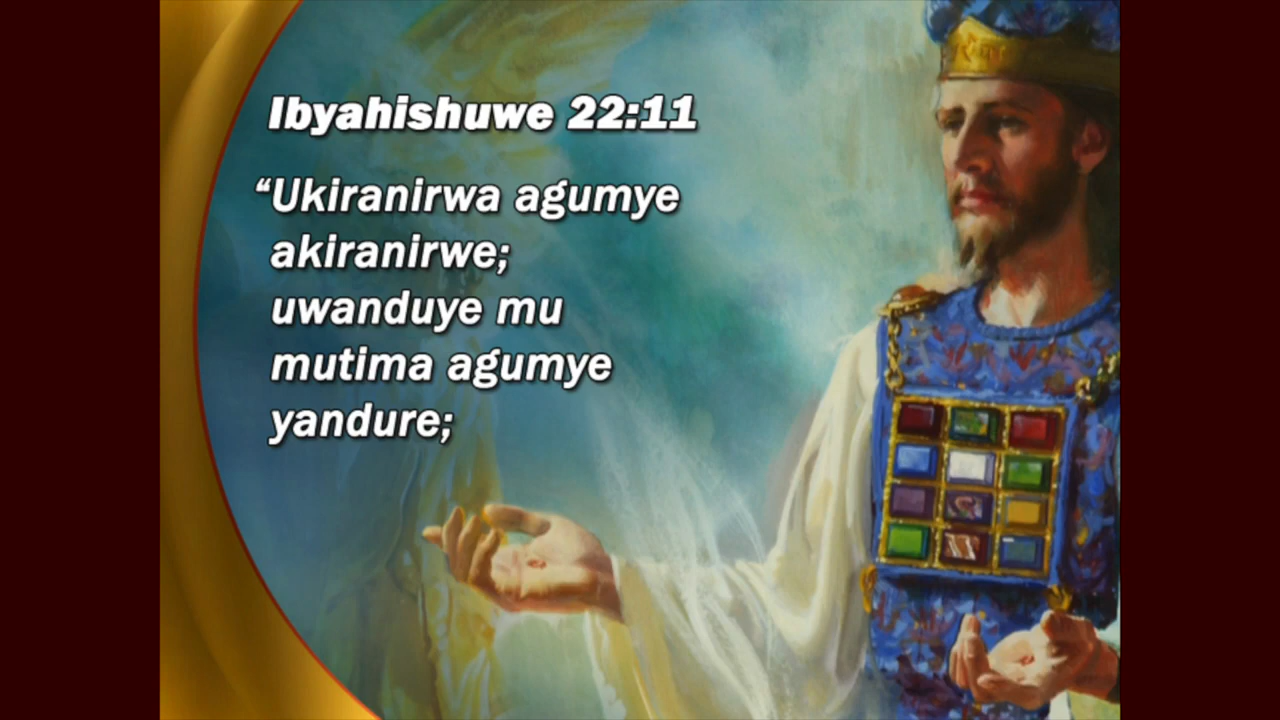 Ibyahishuwe 22:11
“Ukiranirwa agumye
akiranirwe;
uwanduye mu
mutima agumye
yandure;